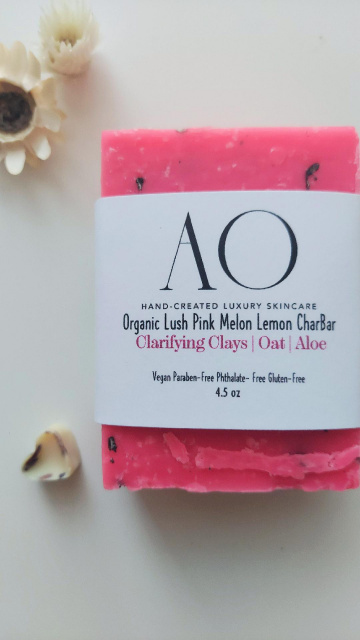 AO
HAND-CREATED LUXURY SKINCARE
Organic Lush Pink Melon Lemon CharBar
Clarifying Clays | Oat | Aloe
Vegan Paraben-Free Phthalate- Free Gluten-Free
4.5 oz